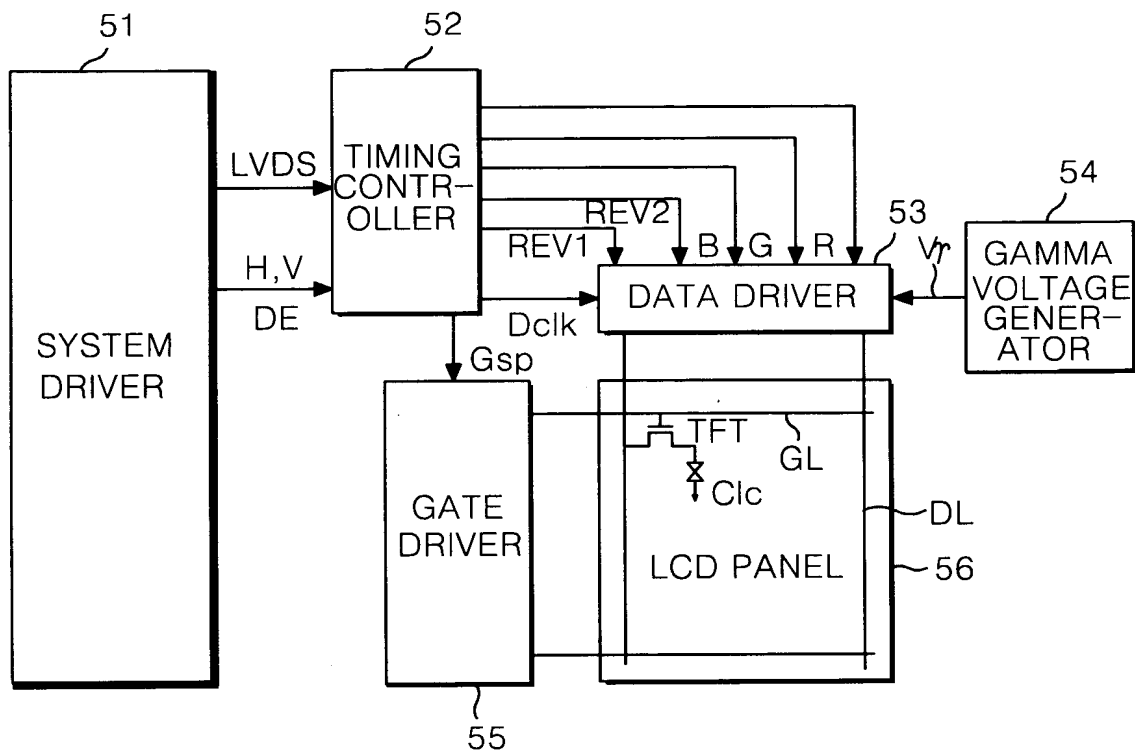 51
52
SYSTEM
DRIVER
LVDS
H,V
DE
TIMING
CONTR-
OLLER
REV2
REV1
B
G
R
53
54
Dclk
DATA DRIVER
Vr
GAMMA
VOLTAGE
GENER-
ATOR
Gsp
GATE
DRIVER
55
TFT
GL
Clc
DL
LCD PANEL
56